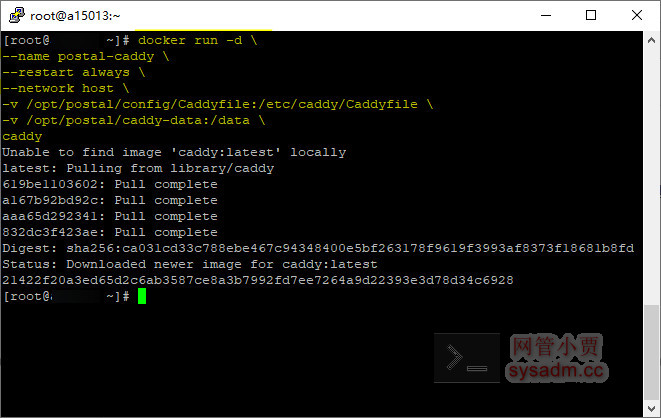 root@a15013:~
[root@ ~]# docker run -d \
--name postal-caddy \
--restart always \
--network host \
-v /opt/postal/config/Caddyfile:/etc/caddy/Caddyfile \
-v /opt/postal/caddy-data:/data \
caddy
Unable to find image 'caddy:latest' locally
latest: Pulling from library/caddy
619be1103602: Pull complete
a167b92bd92c: Pull complete
aaa65d292341: Pull complete
832dc3f423ae: Pull complete
Digest: sha256:ca031cd33c788ebe467c94348400e5bf263178f9619f3993af8373f18681b8fd
Status: Downloaded newer image for caddy:latest
21422f20a3ed65d2c6ab3587ce8a3b7992fd7ee7264a9d22393e3d78d34c6928
[root@ ~]#
>_ 网管小贾
sysadm.cc